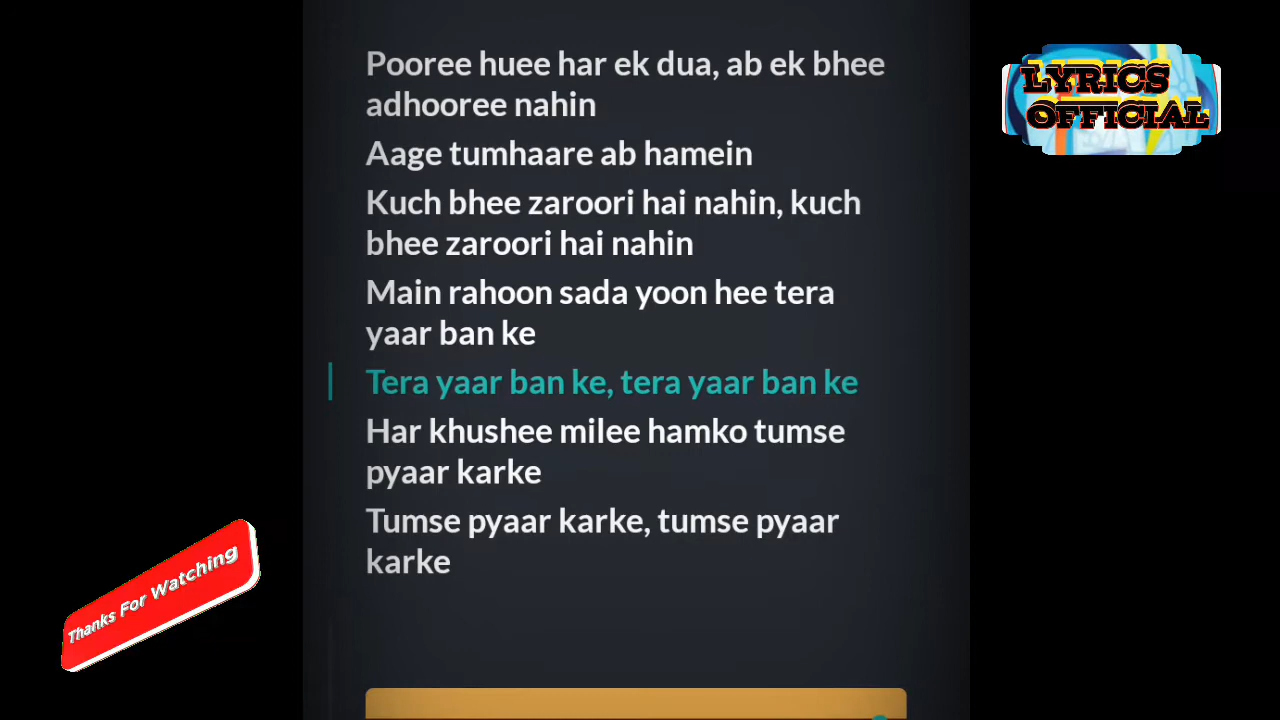 Pooree huee har ek dua, ab ek bhee
adhooree nahin
Aage tumhaare ab hamein
Kuch bhee zaroori hai nahin, kuch
bhee zaroori hai nahin
Main rahoon sada yoon hee tera
yaar ban ke
Tera yaar ban ke, tera yaar ban ke
Har khushee milee hamko tumse
pyaar karke
Tumse pyaar karke, tumse pyaar
karke
LYRICS
OFFICIAL
Thanks For Watching